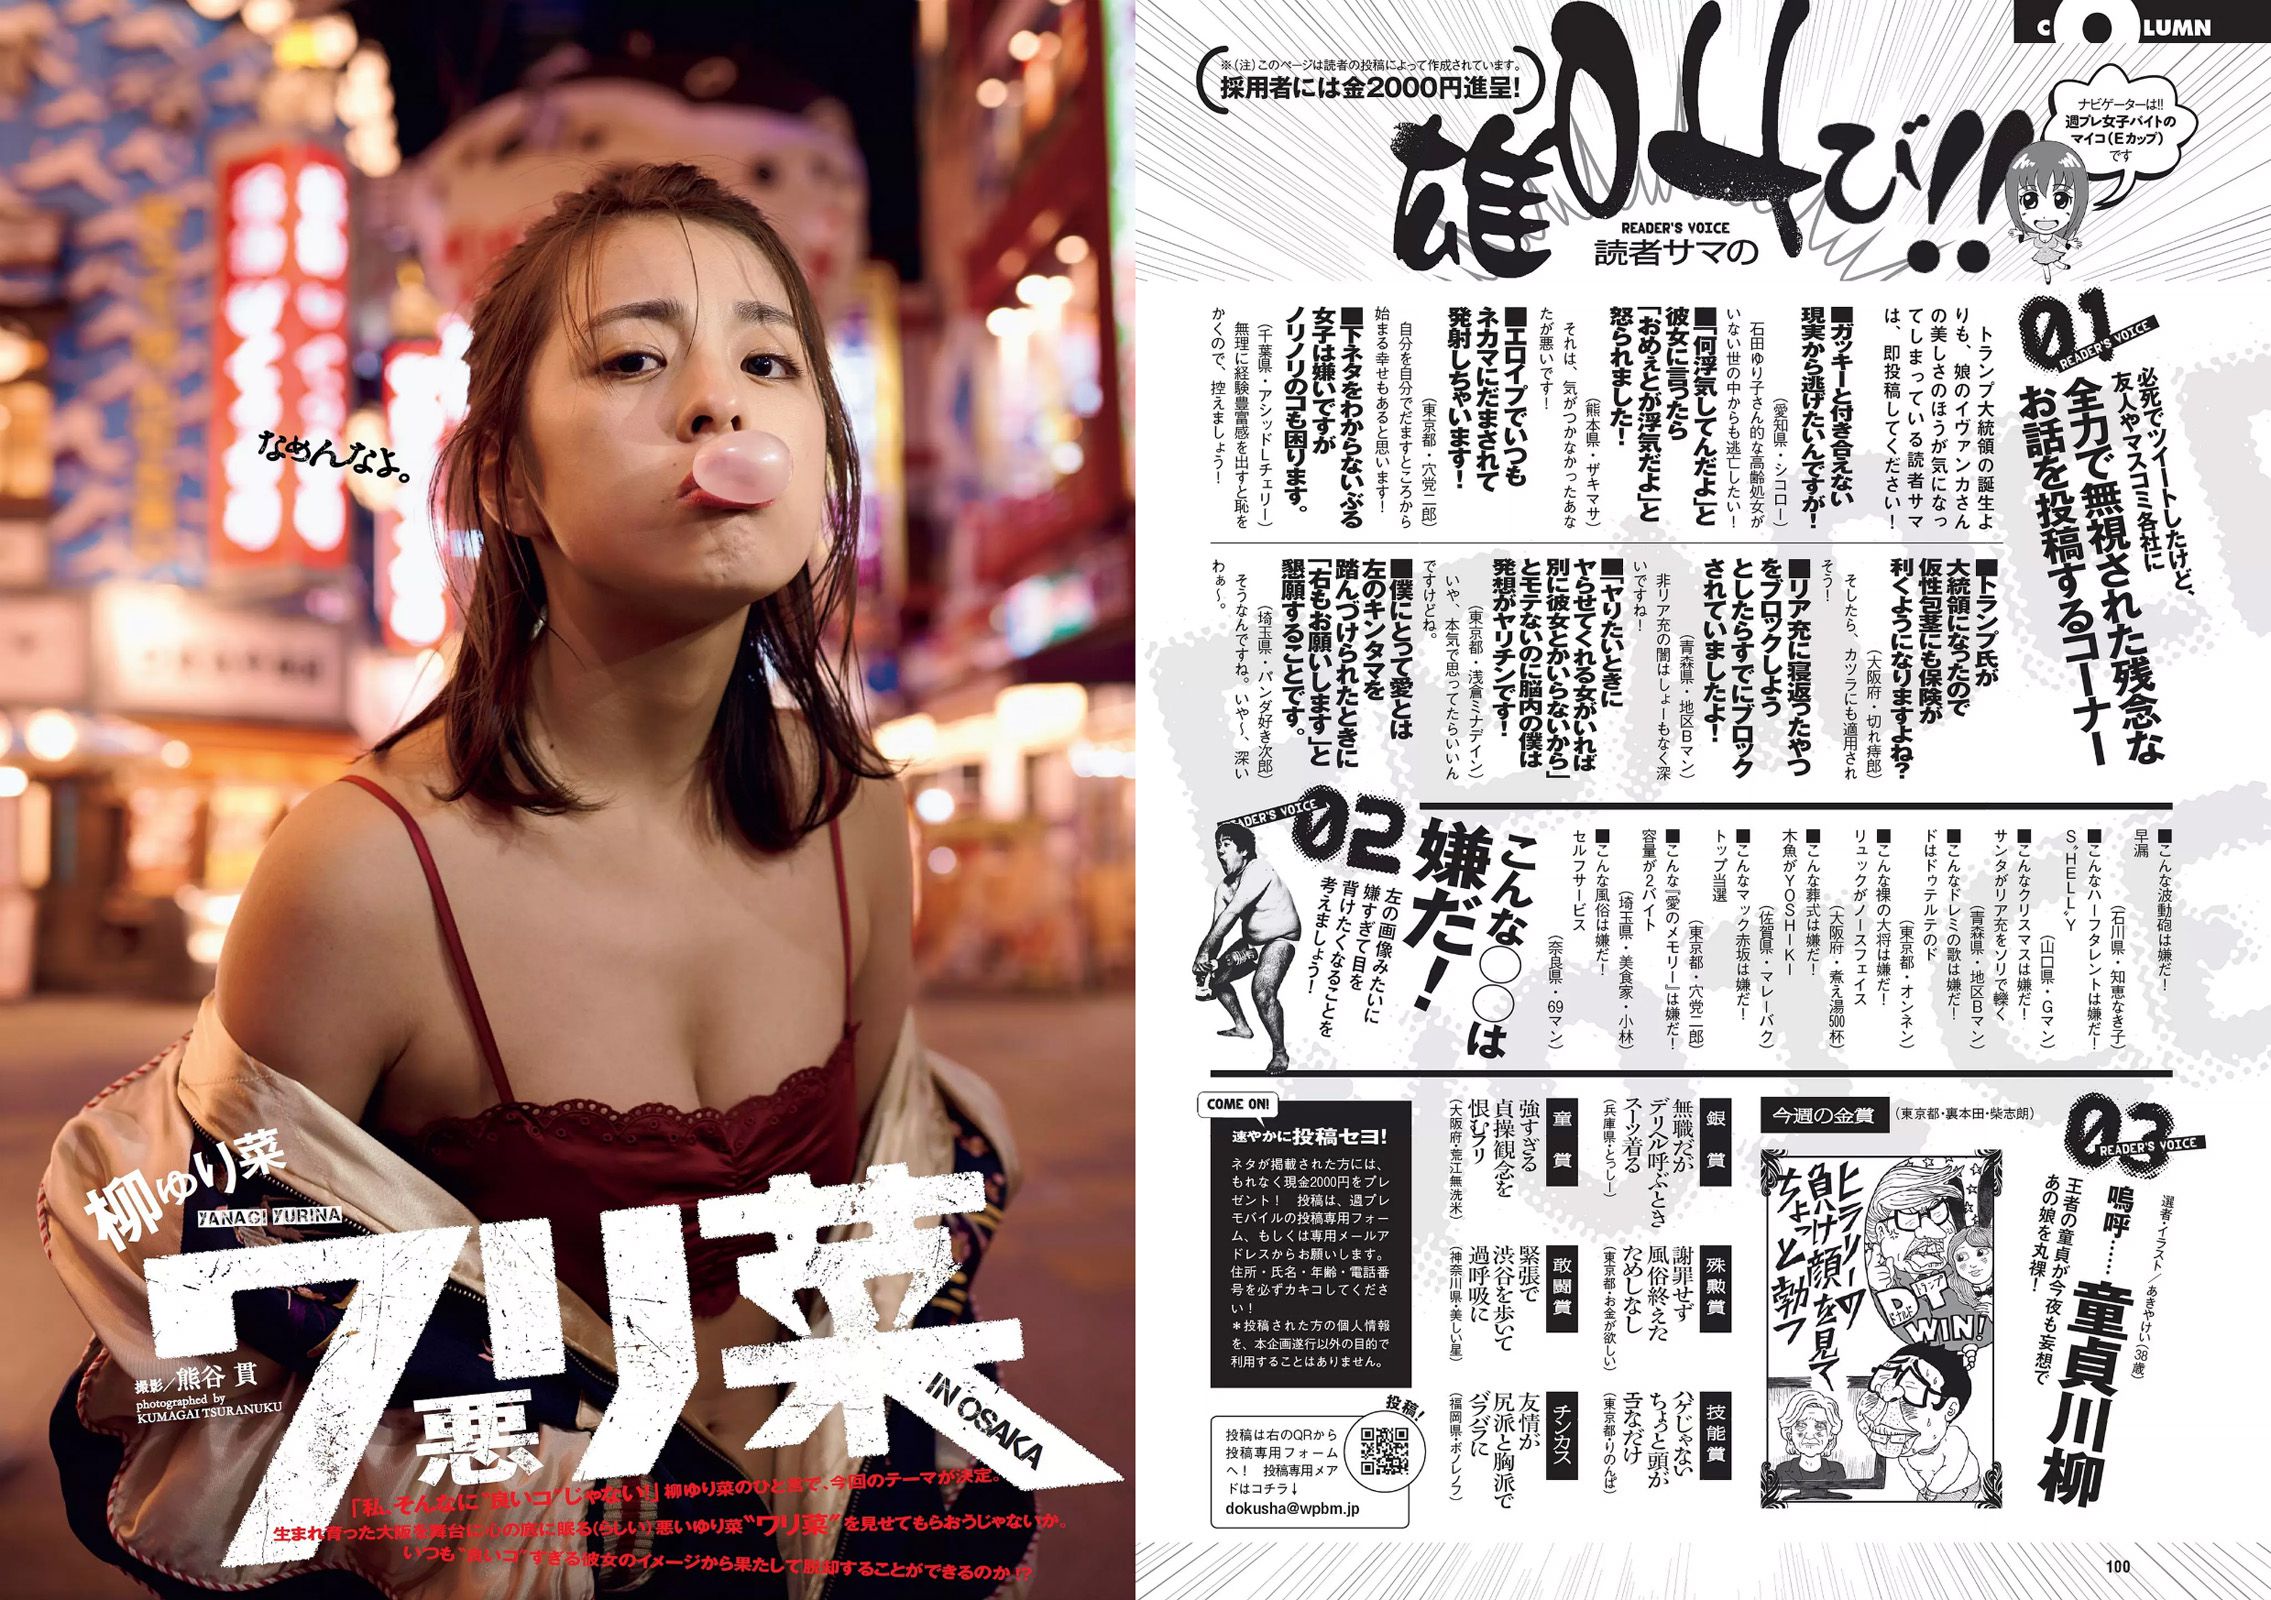 なめんなよ。
柳ゆり菜
YANAGI YURINA
ワリ菜
悪
IN OSAKA
撮影／熊谷 貫
photographed by
KUMAGAI TSURANUKU
「私、そんなに“良いコ”じゃない!」柳ゆり菜のひと言で、今回のテーマが決定。
生まれ育った大阪を舞台に心の底に眠る(らしい)悪いゆり菜“ワリ菜”を見せてもらおうじゃないか。
いつも“良いコ”すぎる彼女のイメージから果たして脱却することができるのか!?
COLUMN
※（注）このページは読者の投稿によって作成されています。
採用者には金2000円進呈!
READER'S VOICE
読者サマの
雄叫び!!
ナビゲーターは!!
週プレ女子バイトの
マイコ（Eカップ）
です
01
READER'S VOICE
必死でツイートしたけど、
友人やマスコミ各社に
全力で無視された残念な
お話を投稿するコーナー
トランプ大統領の誕生よ
りも、娘のイヴァンカさん
の美しさのほうが気になっ
てしまっている読者サマ
は、即投稿してください!
■ガッキーと付き合えない
現実から逃げたいんですが!
（愛知県・シコロー）
石田ゆり子さん的な高齢処女が
いない世の中からも逃亡したい!
■「何浮気してんだよ」と
彼女に言ったら
「おめぇとが浮気だよ」と
怒られました!
（熊本県・ザキマサ）
それは、気がつかなかったあな
たが悪いです!
■エロイプでいつも
ネカマにだまされて
発射しちゃいます!
（東京都・穴党二郎）
自分を自分でだますところから
始まる幸せもあると思います!
■下ネタをわからないぶる
女子は嫌いですが
ノリノリのコも困ります。
（千葉県・アシッドLチェリー）
無理に経験豊富感を出すと恥を
かくので、控えましょう!
■トランプ氏が
大統領になったので
仮性包茎にも保険が
利くようになりますよね?
（大阪府・切れ痔郎）
そしたら、カツラにも適用され
そう!
■リア充に寝返ったやつ
をブロックしよう
としたらすでにブロック
されていましたよ!
（青森県・地区Bマン）
非リア充の闇はしょーもなく深
いですね!
■「ヤりたいときに
ヤらせてくれる女がいれば
別に彼女とかいらないから」
とモテないのに脳内の僕は
発想がヤリチンです!
（東京都・浅倉ミナデイン）
いや、本気で思ってたらいいん
ですけどね。
■僕にとって愛とは
左のキンタマを
踏んづけられたときに
「右もお願いします」と
懇願することです。
（埼玉県・パンダ好き次郎）
そうなんですね。いや〜、深い
わぁ〜。
READER'S VOICE
02
こんな○○は
嫌だ!
左の画像みたいに
嫌すぎて目を
背けたくなることを
考えましょう!
■こんな波動砲は嫌だ!
早漏
（石川県・知恵なき子）
■こんなハーフタレントは嫌だ!
S“HELL”Y
（山口県・Gマン）
■こんなクリスマスは嫌だ!
サンタがリア充をソリで轢く
（青森県・地区Bマン）
■こんなドレミの歌は嫌だ!
ドはドゥテルテのド
（東京都・オンネン）
■こんな裸の大将は嫌だ!
リュックがノースフェイス
（大阪府・煮え湯500杯）
■こんな葬式は嫌だ!
木魚がYOSHIKI
（佐賀県・マレーバク）
■こんなマック赤坂は嫌だ!
トップ当選
（東京都・穴党二郎）
■こんな『愛のメモリー』は嫌だ!
容量が2バイト
（埼玉県・美食家・小林）
■こんな風俗は嫌だ!
セルフサービス
（奈良県・69マン）
03
READER'S VOICE
選者・イラスト／あきやけい（38歳）
嗚呼……童貞川柳
王者の童貞が今夜も妄想で
あの娘を丸裸!
今週の金賞
（東京都・裏本田・柴志朗）
ヒラリーの
負け顔を見て
ちょっと勃つ
ドナルド
WIN!
銀賞
無職だが
デリヘル呼ぶとき
スーツ着る
（兵庫県・とっしー）
殊勲賞
謝罪せず
風俗終えた
ためしなし
（東京都・お金が欲しい）
技能賞
ハゲじゃない
ちょっと頭が
エロなだけ
（東京都・りのんぱ）
童賞
強すぎる
貞操観念を
恨むフリ
（大阪府・荒江無洗米）
敢闘賞
緊張で
渋谷を歩いて
過呼吸に
（神奈川県・美しい星）
チンカス
友情が
尻派と胸派で
バラバラに
（福岡県・ボノレノフ）
COME ON!
速やかに投稿セヨ!
ネタが掲載された方には、
もれなく現金2000円をプレ
ゼント! 投稿は、週プレ
モバイルの投稿専用フォー
ム、もしくは専用メールア
ドレスからお願いします。
住所・氏名・年齢・電話番
号を必ずカキコしてくださ
い!
＊投稿された方の個人情報
を、本企画遂行以外の目的で
利用することはありません。
投稿!
投稿は右のQRから
投稿専用フォーム
へ! 投稿専用メア
ドはコチラ↓
dokusha@wpbm.jp
100